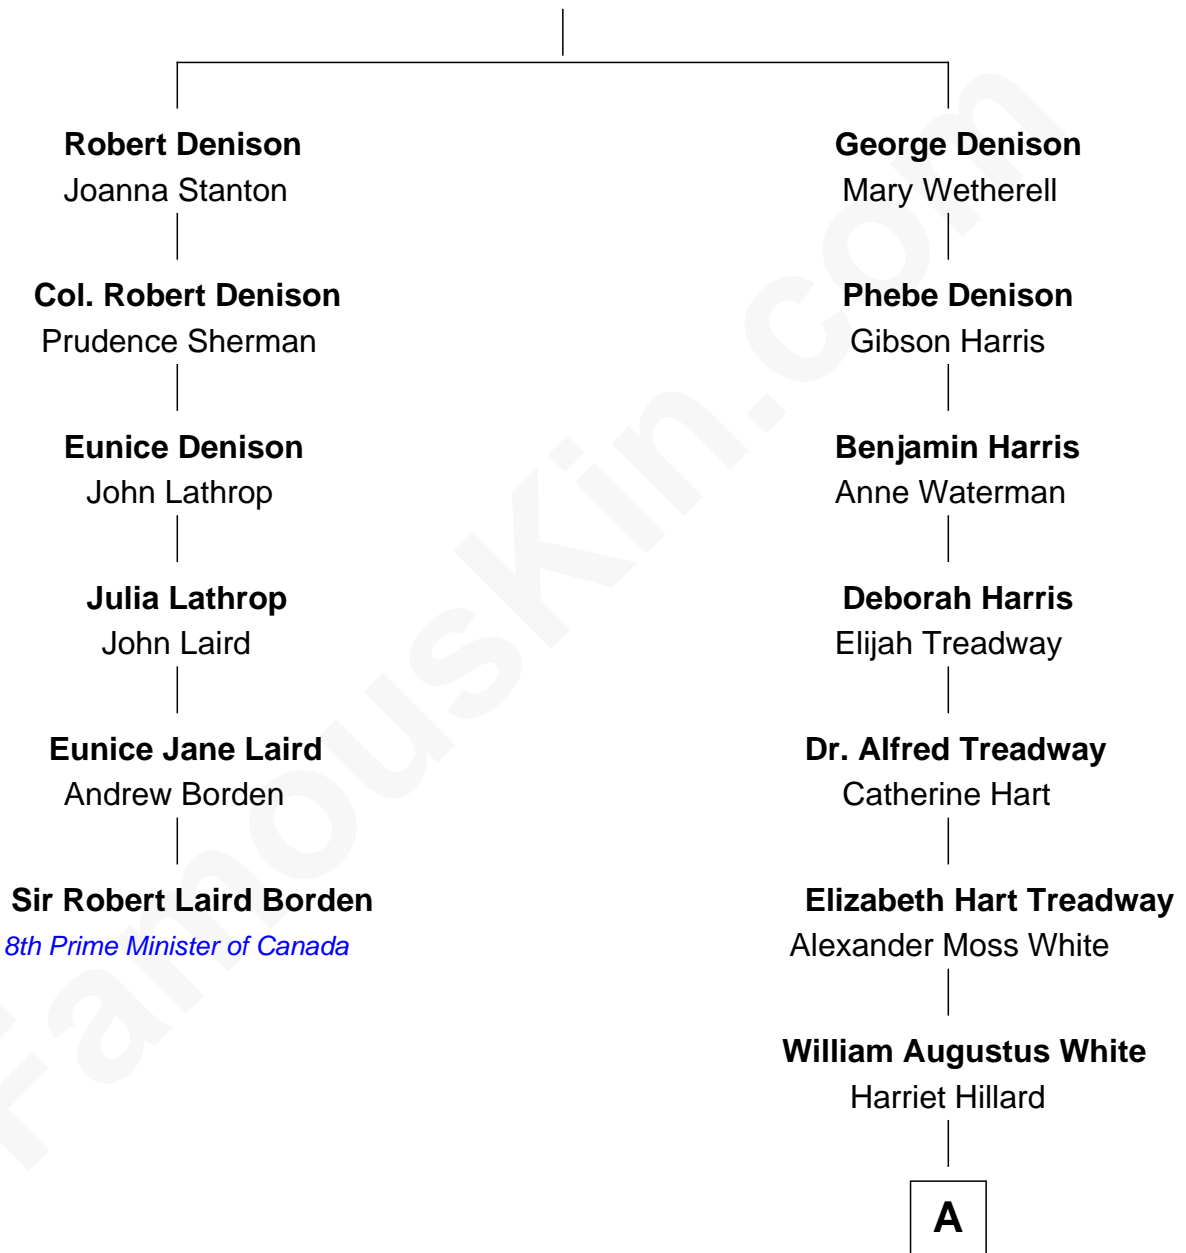 Robert Denison
Joanna Stanton
Col. Robert Denison
Prudence Sherman
Eunice Denison
John Lathrop
Julia Lathrop
John Laird
Eunice Jane Laird
Andrew Borden
Sir Robert Laird Borden
8th Prime Minister of Canada
George Denison
Mary Wetherell
Phebe Denison
Gibson Harris
Benjamin Harris
Anne Waterman
Deborah Harris
Elijah Treadway
Dr. Alfred Treadway
Catherine Hart
Elizabeth Hart Treadway
Alexander Moss White
William Augustus White
Harriet Hillard
A
FamousKin.com